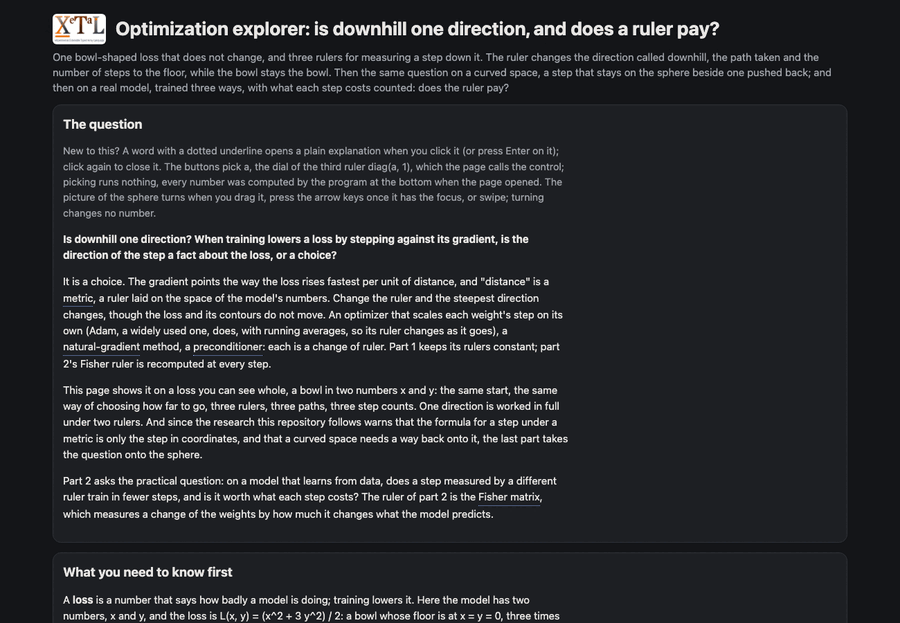 XeTaL
Optimization explorer: is downhill one direction, and does a ruler pay?
One bowl-shaped loss that does not change, and three rulers for measuring a step down it. The ruler changes the direction called downhill, the path taken and the
number of steps to the floor, while the bowl stays the bowl. Then the same question on a curved space, a step that stays on the sphere beside one pushed back; and
then on a real model, trained three ways, with what each step costs counted: does the ruler pay?
The question
New to this? A word with a dotted underline opens a plain explanation when you click it (or press Enter on it);
click again to close it. The buttons pick a, the dial of the third ruler diag(a, 1), which the page calls the control;
picking runs nothing, every number was computed by the program at the bottom when the page opened. The
picture of the sphere turns when you drag it, press the arrow keys once it has the focus, or swipe; turning
changes no number.
Is downhill one direction? When training lowers a loss by stepping against its gradient, is the
direction of the step a fact about the loss, or a choice?
It is a choice. The gradient points the way the loss rises fastest per unit of distance, and "distance" is a
metric, a ruler laid on the space of the model's numbers. Change the ruler and the steepest direction
changes, though the loss and its contours do not move. An optimizer that scales each weight's step on its
own (Adam, a widely used one, does, with running averages, so its ruler changes as it goes), a
natural-gradient method, a preconditioner: each is a change of ruler. Part 1 keeps its rulers constant; part
2's Fisher ruler is recomputed at every step.
This page shows it on a loss you can see whole, a bowl in two numbers x and y: the same start, the same
way of choosing how far to go, three rulers, three paths, three step counts. One direction is worked in full
under two rulers. And since the research this repository follows warns that the formula for a step under a
metric is only the step in coordinates, and that a curved space needs a way back onto it, the last part takes
the question onto the sphere.
Part 2 asks the practical question: on a model that learns from data, does a step measured by a different
ruler train in fewer steps, and is it worth what each step costs? The ruler of part 2 is the Fisher matrix,
which measures a change of the weights by how much it changes what the model predicts.
What you need to know first
A loss is a number that says how badly a model is doing; training lowers it. Here the model has two
numbers, x and y, and the loss is L(x, y) = (x^2 + 3 y^2) / 2: a bowl whose floor is at x = y = 0, three times